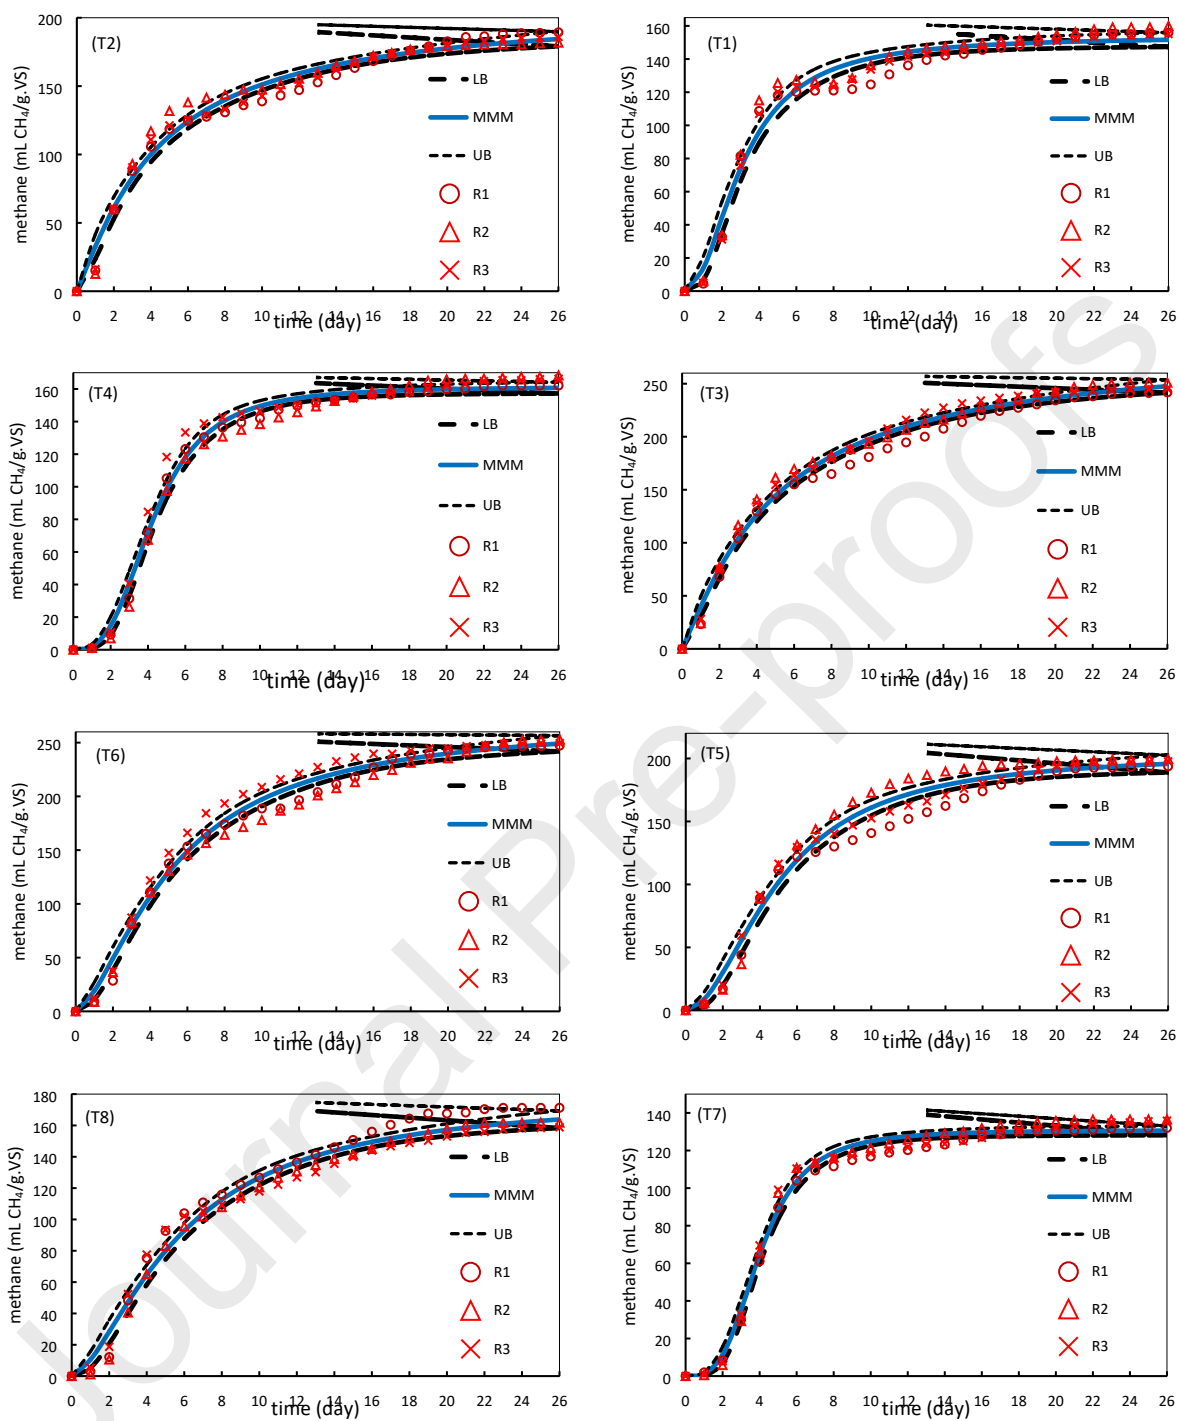 (T2)
methane (mL CH₄/g.VS)
200
150
100
50
0
0 2 4 6 8 10 12 14 16 18 20 22 24 26
time (day)
LB
MMM
UB
R1
R2
R3
(T1)
methane (mL CH₄/g.VS)
160
140
120
100
80
60
40
20
0
0 2 4 6 8 10 12 14 16 18 20 22 24 26
time (day)
LB
MMM
UB
R1
R2
R3
(T4)
methane (mL CH₄/g.VS)
160
140
120
100
80
60
40
20
0
0 2 4 6 8 10 12 14 16 18 20 22 24 26
time (day)
LB
MMM
UB
R1
R2
R3
(T3)
methane (mL CH₄/g.VS)
250
200
150
100
50
0
0 2 4 6 8 10 12 14 16 18 20 22 24 26
time (day)
LB
MMM
UB
R1
R2
R3
(T6)
methane (mL CH₄/g.VS)
250
200
150
100
50
0
0 2 4 6 8 10 12 14 16 18 20 22 24 26
time (day)
LB
MMM
UB
R1
R2
R3
(T5)
methane (mL CH₄/g.VS)
200
150
100
50
0
0 2 4 6 8 10 12 14 16 18 20 22 24 26
time (day)
LB
MMM
UB
R1
R2
R3
(T8)
methane (mL CH₄/g.VS)
180
160
140
120
100
80
60
40
20
0
0 2 4 6 8 10 12 14 16 18 20 22 24 26
time (day)
LB
MMM
UB
R1
R2
R3
(T7)
methane (mL CH₄/g.VS)
140
120
100
80
60
40
20
0
0 2 4 6 8 10 12 14 16 18 20 22 24 26
time (day)
LB
MMM
UB
R1
R2
R3
Journal Pre-proofs